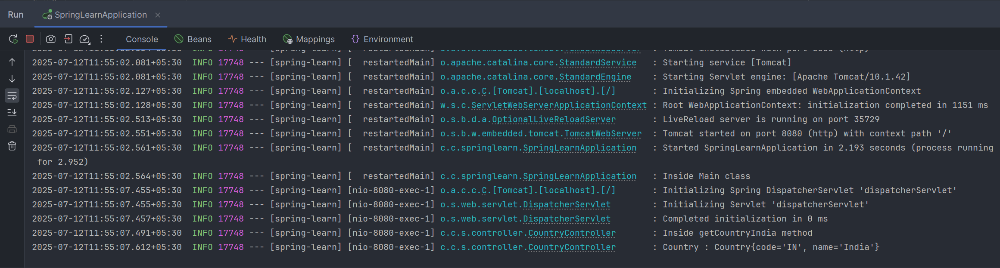 Run SpringLearnApplication
Console Beans Health Mappings Environment
2025-07-12T11:55:02.081+05:30  INFO 17748 --- [spring-learn] [  restartedMain] o.apache.catalina.core.StandardService   : Starting service [Tomcat]
2025-07-12T11:55:02.081+05:30  INFO 17748 --- [spring-learn] [  restartedMain] o.apache.catalina.core.StandardEngine    : Starting Servlet engine: [Apache Tomcat/10.1.42]
2025-07-12T11:55:02.127+05:30  INFO 17748 --- [spring-learn] [  restartedMain] o.a.c.c.C.[Tomcat].[localhost].[/]       : Initializing Spring embedded WebApplicationContext
2025-07-12T11:55:02.128+05:30  INFO 17748 --- [spring-learn] [  restartedMain] w.s.c.ServletWebServerApplicationContext : Root WebApplicationContext: initialization completed in 1151 ms
2025-07-12T11:55:02.513+05:30  INFO 17748 --- [spring-learn] [  restartedMain] o.s.b.d.a.OptionalLiveReloadServer       : LiveReload server is running on port 35729
2025-07-12T11:55:02.551+05:30  INFO 17748 --- [spring-learn] [  restartedMain] o.s.b.w.embedded.tomcat.TomcatWebServer  : Tomcat started on port 8080 (http) with context path '/'
2025-07-12T11:55:02.561+05:30  INFO 17748 --- [spring-learn] [  restartedMain] c.c.springlearn.SpringLearnApplication   : Started SpringLearnApplication in 2.193 seconds (process running
 for 2.952)
2025-07-12T11:55:02.564+05:30  INFO 17748 --- [spring-learn] [  restartedMain] c.c.springlearn.SpringLearnApplication   : Inside Main class
2025-07-12T11:55:07.455+05:30  INFO 17748 --- [spring-learn] [nio-8080-exec-1] o.a.c.c.C.[Tomcat].[localhost].[/]       : Initializing Spring DispatcherServlet 'dispatcherServlet'
2025-07-12T11:55:07.455+05:30  INFO 17748 --- [spring-learn] [nio-8080-exec-1] o.s.web.servlet.DispatcherServlet        : Initializing Servlet 'dispatcherServlet'
2025-07-12T11:55:07.457+05:30  INFO 17748 --- [spring-learn] [nio-8080-exec-1] o.s.web.servlet.DispatcherServlet        : Completed initialization in 0 ms
2025-07-12T11:55:07.491+05:30  INFO 17748 --- [spring-learn] [nio-8080-exec-1] c.c.s.controller.CountryController       : Inside getCountryIndia method
2025-07-12T11:55:07.612+05:30  INFO 17748 --- [spring-learn] [nio-8080-exec-1] c.c.s.controller.CountryController       : Country : Country{code='IN', name='India'}